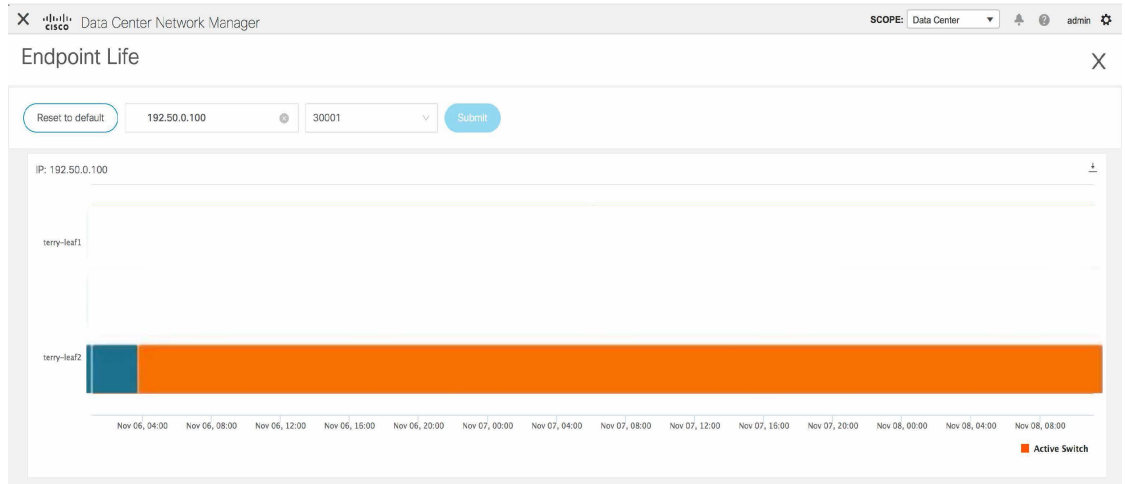 X CISCO Data Center Network Manager SCOPE: Data Center admin
Endpoint Life X
Reset to default 192.50.0.100 30001 Submit
IP: 192.50.0.100
terry-leaf1
terry-leaf2
Nov 06, 04:00 Nov 06, 08:00 Nov 06, 12:00 Nov 06, 16:00 Nov 06, 20:00 Nov 07, 00:00 Nov 07, 04:00 Nov 07, 08:00 Nov 07, 12:00 Nov 07, 16:00 Nov 07, 20:00 Nov 08, 00:00 Nov 08, 04:00 Nov 08, 08:00
Active Switch